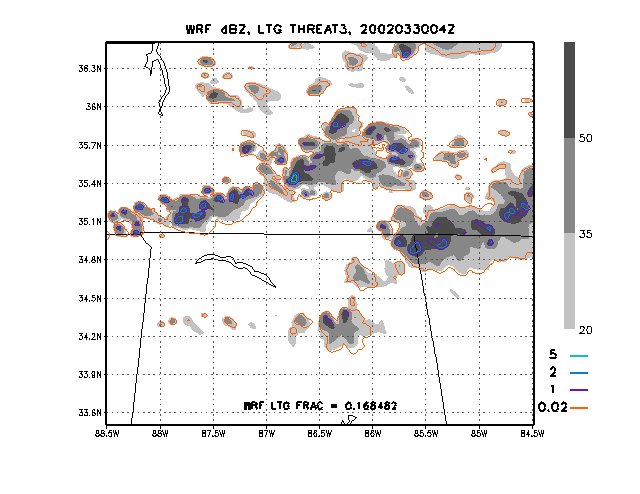 WRF dBZ, LTG THREAT3, 2002033004Z
36.3N
36N
35.7N
35.4N
35.1N
34.8N
34.5N
34.2N
33.9N
33.6N
50
35
20
5
2
1
0.02
WRF LTG FRAC = 0.168482
88.5W 88W 87.5W 87W 86.5W 86W 85.5W 85W 84.5W